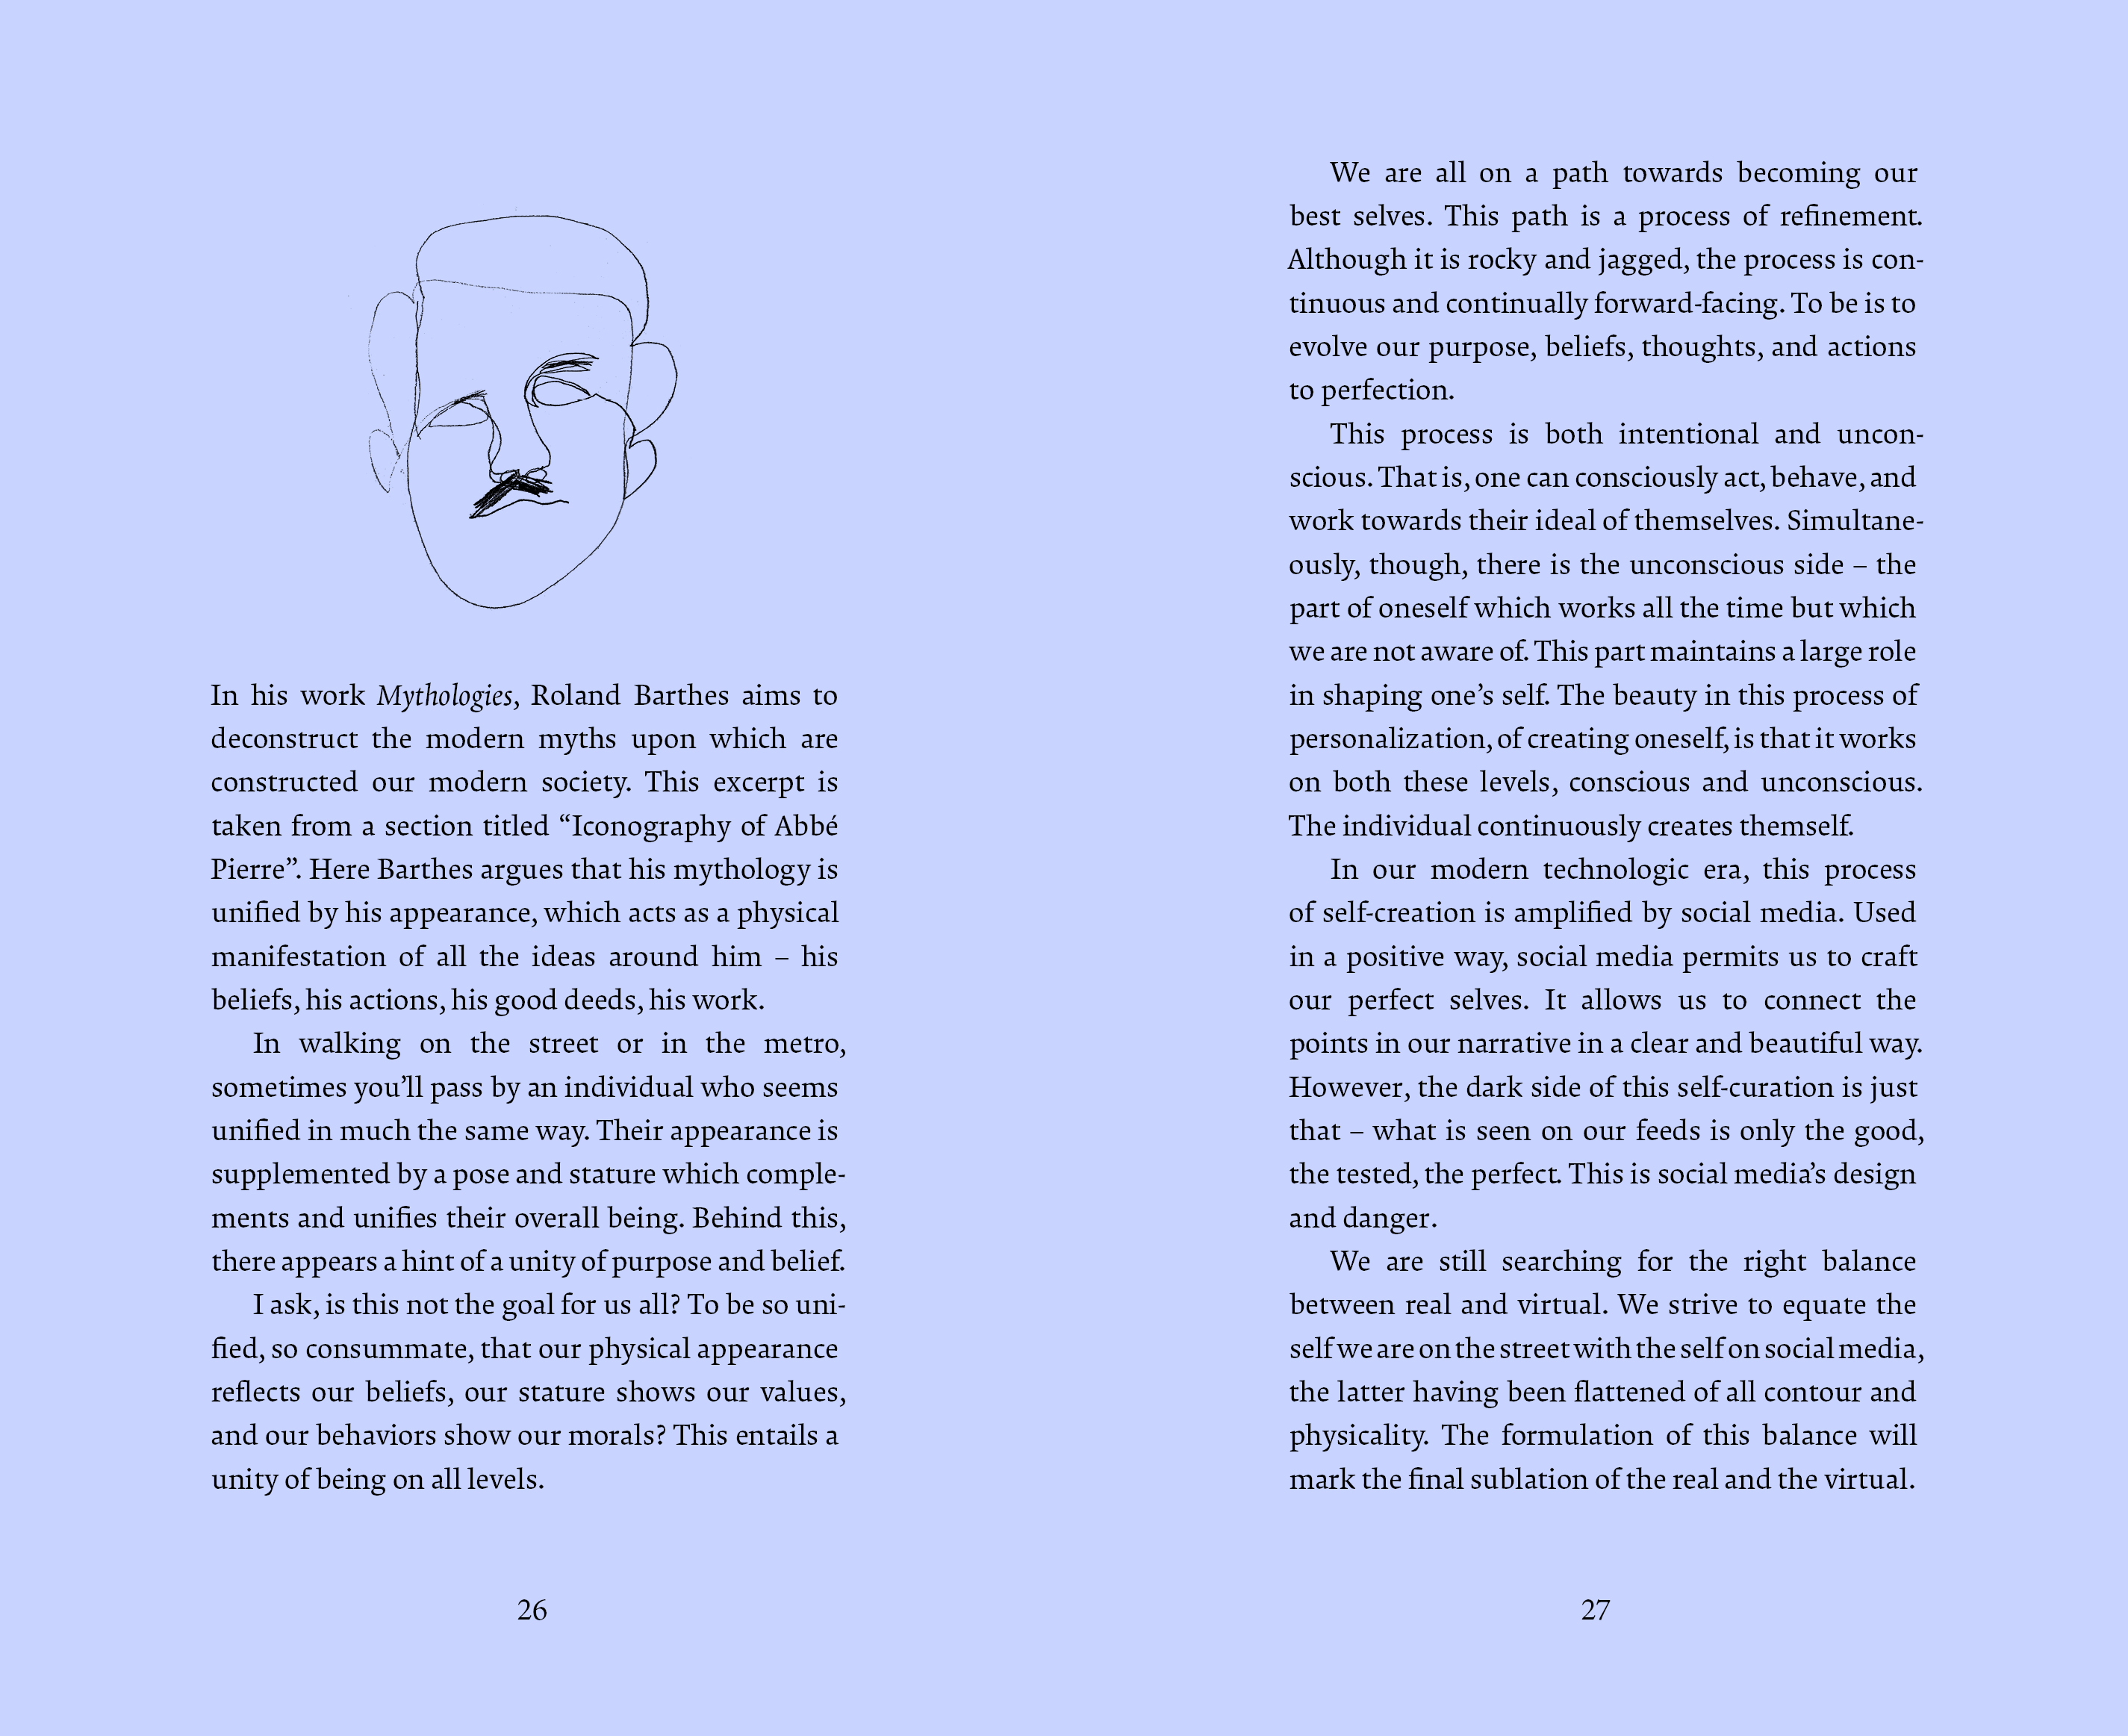 In his work Mythologies, Roland Barthes aims to
deconstruct the modern myths upon which are
constructed our modern society. This excerpt is
taken from a section titled “Iconography of Abbé
Pierre”. Here Barthes argues that his mythology is
unified by his appearance, which acts as a physical
manifestation of all the ideas around him – his
beliefs, his actions, his good deeds, his work.
In walking on the street or in the metro,
sometimes you’ll pass by an individual who seems
unified in much the same way. Their appearance is
supplemented by a pose and stature which comple-
ments and unifies their overall being. Behind this,
there appears a hint of a unity of purpose and belief.
I ask, is this not the goal for us all? To be so uni-
fied, so consummate, that our physical appearance
reflects our beliefs, our stature shows our values,
and our behaviors show our morals? This entails a
unity of being on all levels.
26
We are all on a path towards becoming our
best selves. This path is a process of refinement.
Although it is rocky and jagged, the process is con-
tinuous and continually forward-facing. To be is to
evolve our purpose, beliefs, thoughts, and actions
to perfection.
This process is both intentional and uncon-
scious. That is, one can consciously act, behave, and
work towards their ideal of themselves. Simultane-
ously, though, there is the unconscious side – the
part of oneself which works all the time but which
we are not aware of. This part maintains a large role
in shaping one’s self. The beauty in this process of
personalization, of creating oneself, is that it works
on both these levels, conscious and unconscious.
The individual continuously creates themself.
In our modern technologic era, this process
of self-creation is amplified by social media. Used
in a positive way, social media permits us to craft
our perfect selves. It allows us to connect the
points in our narrative in a clear and beautiful way.
However, the dark side of this self-curation is just
that – what is seen on our feeds is only the good,
the tested, the perfect. This is social media’s design
and danger.
We are still searching for the right balance
between real and virtual. We strive to equate the
self we are on the street with the self on social media,
the latter having been flattened of all contour and
physicality. The formulation of this balance will
mark the final sublation of the real and the virtual.
27